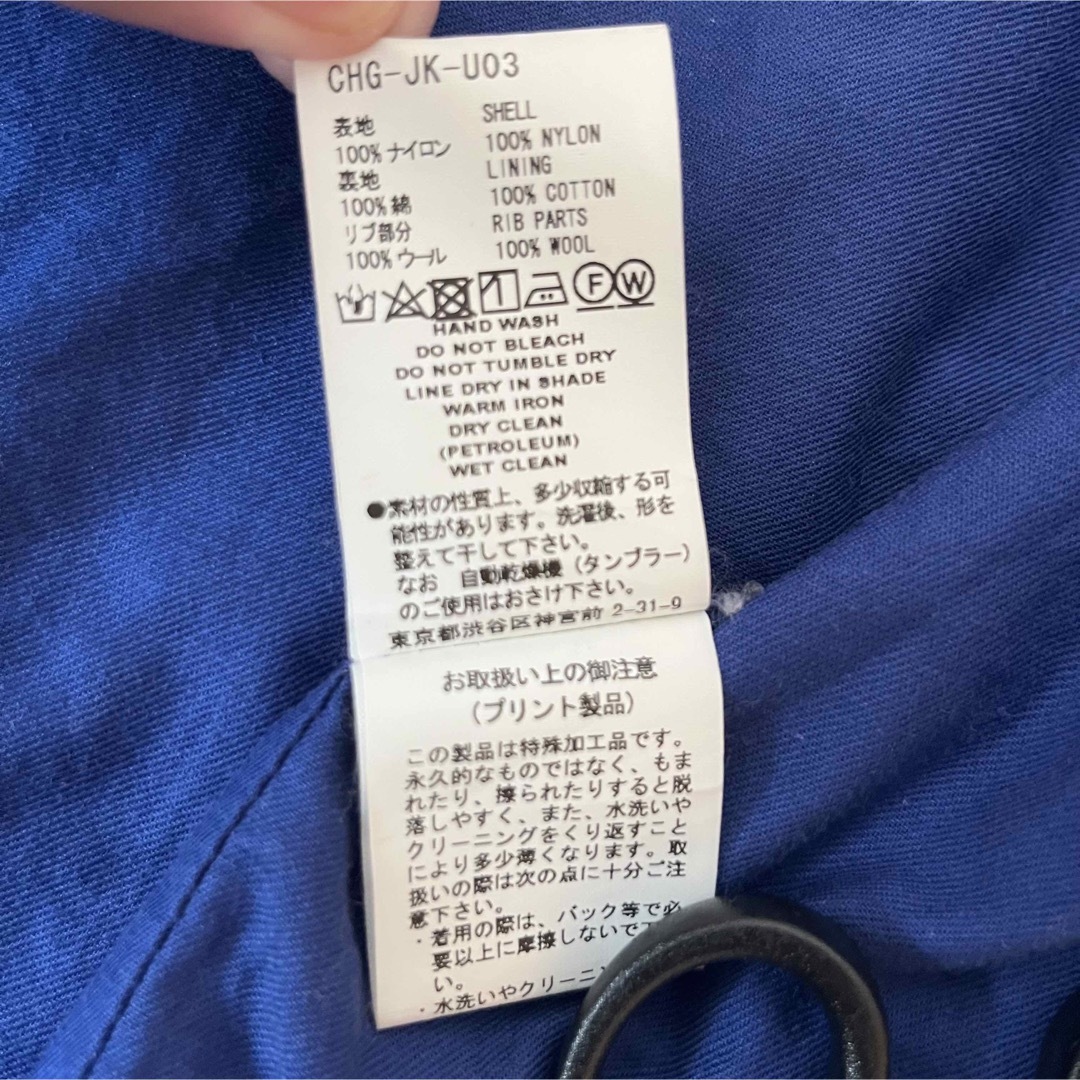 CHG-JK-U03
表地 SHELL
100% ナイロン 100% NYLON
裏地 LINING
100% 綿 100% COTTON
リブ部分 RIB PARTS
100% ウール 100% WOOL
F W
HAND WASH
DO NOT BLEACH
DO NOT TUMBLE DRY
LINE DRY IN SHADE
WARM IRON
DRY CLEAN
(PETROLEUM)
WET CLEAN
●素材の性質上、多少収縮する可
能性があります。洗濯後、形を
整えて干して下さい。
なお 自動乾燥機(タンブラー)
のご使用はおさけ下さい。
東京都渋谷区神宮前 2-31-9
お取扱い上の御注意
(プリント製品)
この製品は特殊加工品です。
永久的なものではなく、もま
れたり、擦られたりすると脱
落しやすく、また、水洗いや
クリーニングをくり返すこと
により多少薄くなります。取
扱いの際は次の点に十分ご注
意下さい。
・着用の際は、バック等で必
要以上に摩擦しないで下
い。
・水洗いやクリーニン